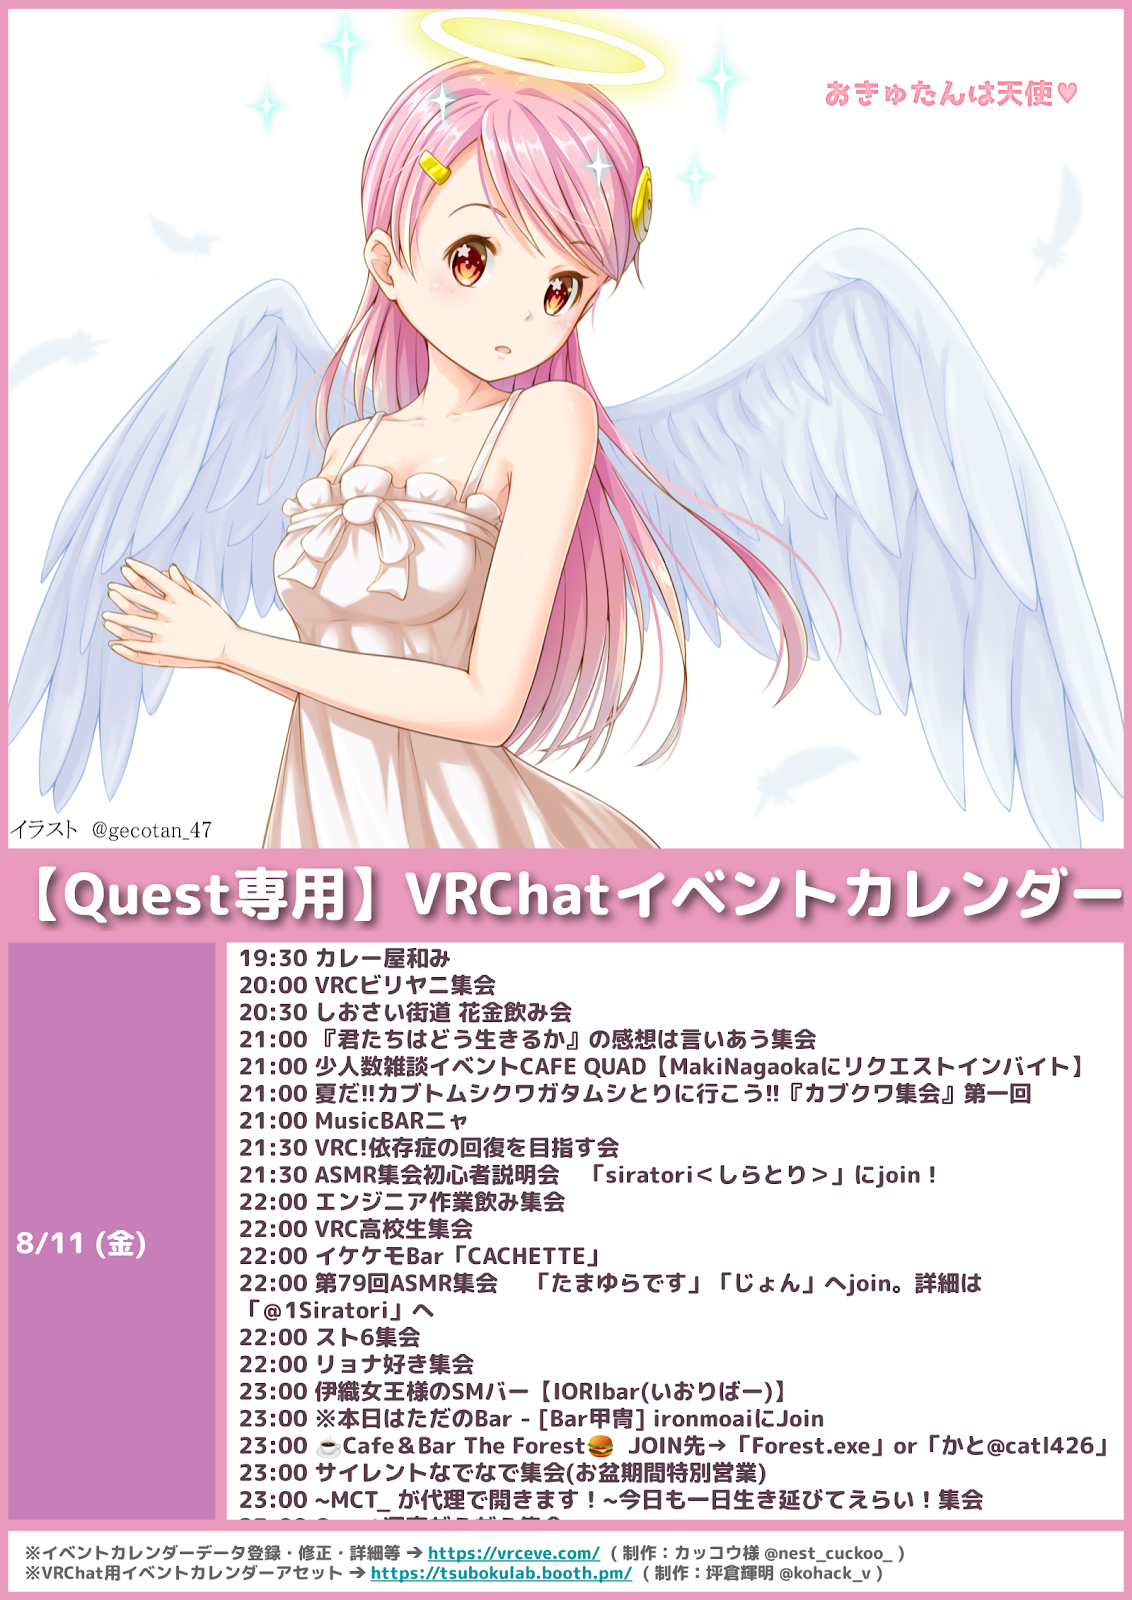 おきゅたんは天使♥
イラスト @gecotan_47
【Quest専用】VRChatイベントカレンダー
8/11 (金)
19:30 カレー屋和み
20:00 VRCビリヤニ集会
20:30 しおさい街道 花金飲み会
21:00 『君たちはどう生きるか』の感想は言いあう集会
21:00 少人数雑談イベントCAFE QUAD【MakiNagaokaにリクエストインバイト】
21:00 夏だ!!カブトムシクワガタムシとりに行こう!!『カブクワ集会』第一回
21:00 MusicBARニャ
21:30 VRC!依存症の回復を目指す会
21:30 ASMR集会初心者説明会　「siratori＜しらとり＞」にjoin！
22:00 エンジニア作業飲み集会
22:00 VRC高校生集会
22:00 イケケモBar「CACHETTE」
22:00 第79回ASMR集会　「たまゆらです」「じょん」へjoin。詳細は
「@1Siratori」へ
22:00 スト6集会
22:00 リョナ好き集会
23:00 伊織女王様のSMバー【IORIbar(いおりばー)】
23:00 ※本日はただのBar - [Bar甲冑] ironmoaiにJoin
23:00 ☕Cafe＆Bar The Forest🍔 JOIN先→「Forest.exe」or「かと@catl426」
23:00 サイレントなでなで集会(お盆期間特別営業)
23:00 ~MCT_ が代理で開きます！~今日も一日生き延びてえらい！集会
※イベントカレンダーデータ登録・修正・詳細等 ➔ https://vrceve.com/ （ 制作：カッコウ様 @nest_cuckoo_ ）
※VRChat用イベントカレンダーアセット ➔ https://tsubokulab.booth.pm/ （ 制作：坪倉輝明 @kohack_v ）